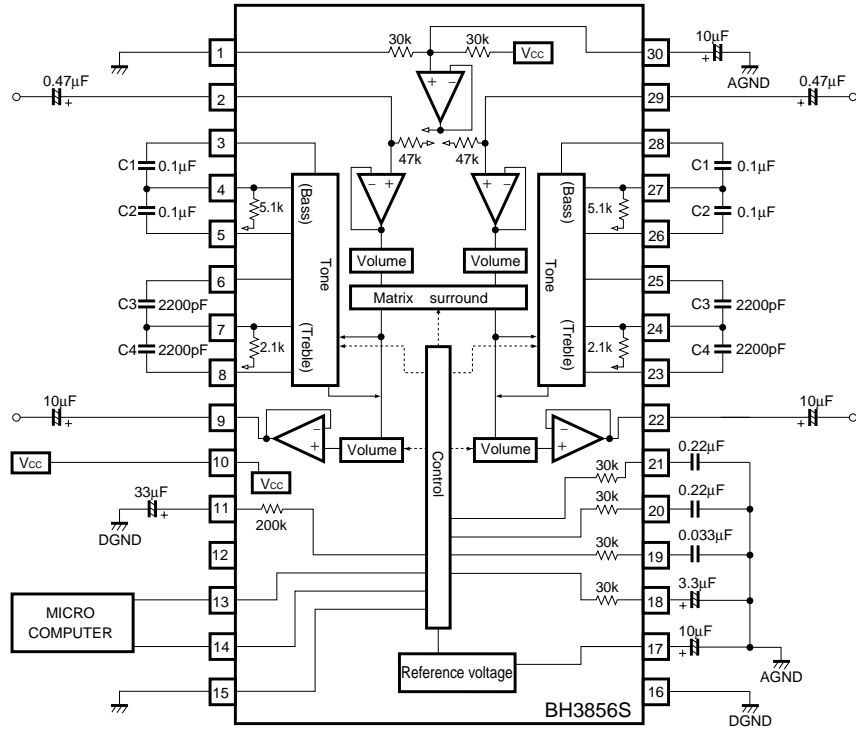 30k
30k
VCC
10μF
1
30
AGND
0.47μF
0.47μF
2
29
47k
47k
3
28
C1
0.1μF
C1
0.1μF
4
27
5.1k
(Bass)
(Bass)
5.1k
C2
0.1μF
C2
0.1μF
5
26
Tone
Volume
Volume
Tone
6
25
Matrix surround
C3
2200pF
C3
2200pF
7
24
2.1k
(Treble)
(Treble)
2.1k
C4
2200pF
C4
2200pF
8
23
10μF
10μF
9
22
Volume
Volume
Control
VCC
10
VCC
30k
21
0.22μF
33μF
11
200k
30k
20
0.22μF
DGND
12
30k
19
0.033μF
13
30k
18
3.3μF
MICRO
COMPUTER
14
17
10μF
Reference voltage
AGND
15
16
BH3856S
DGND